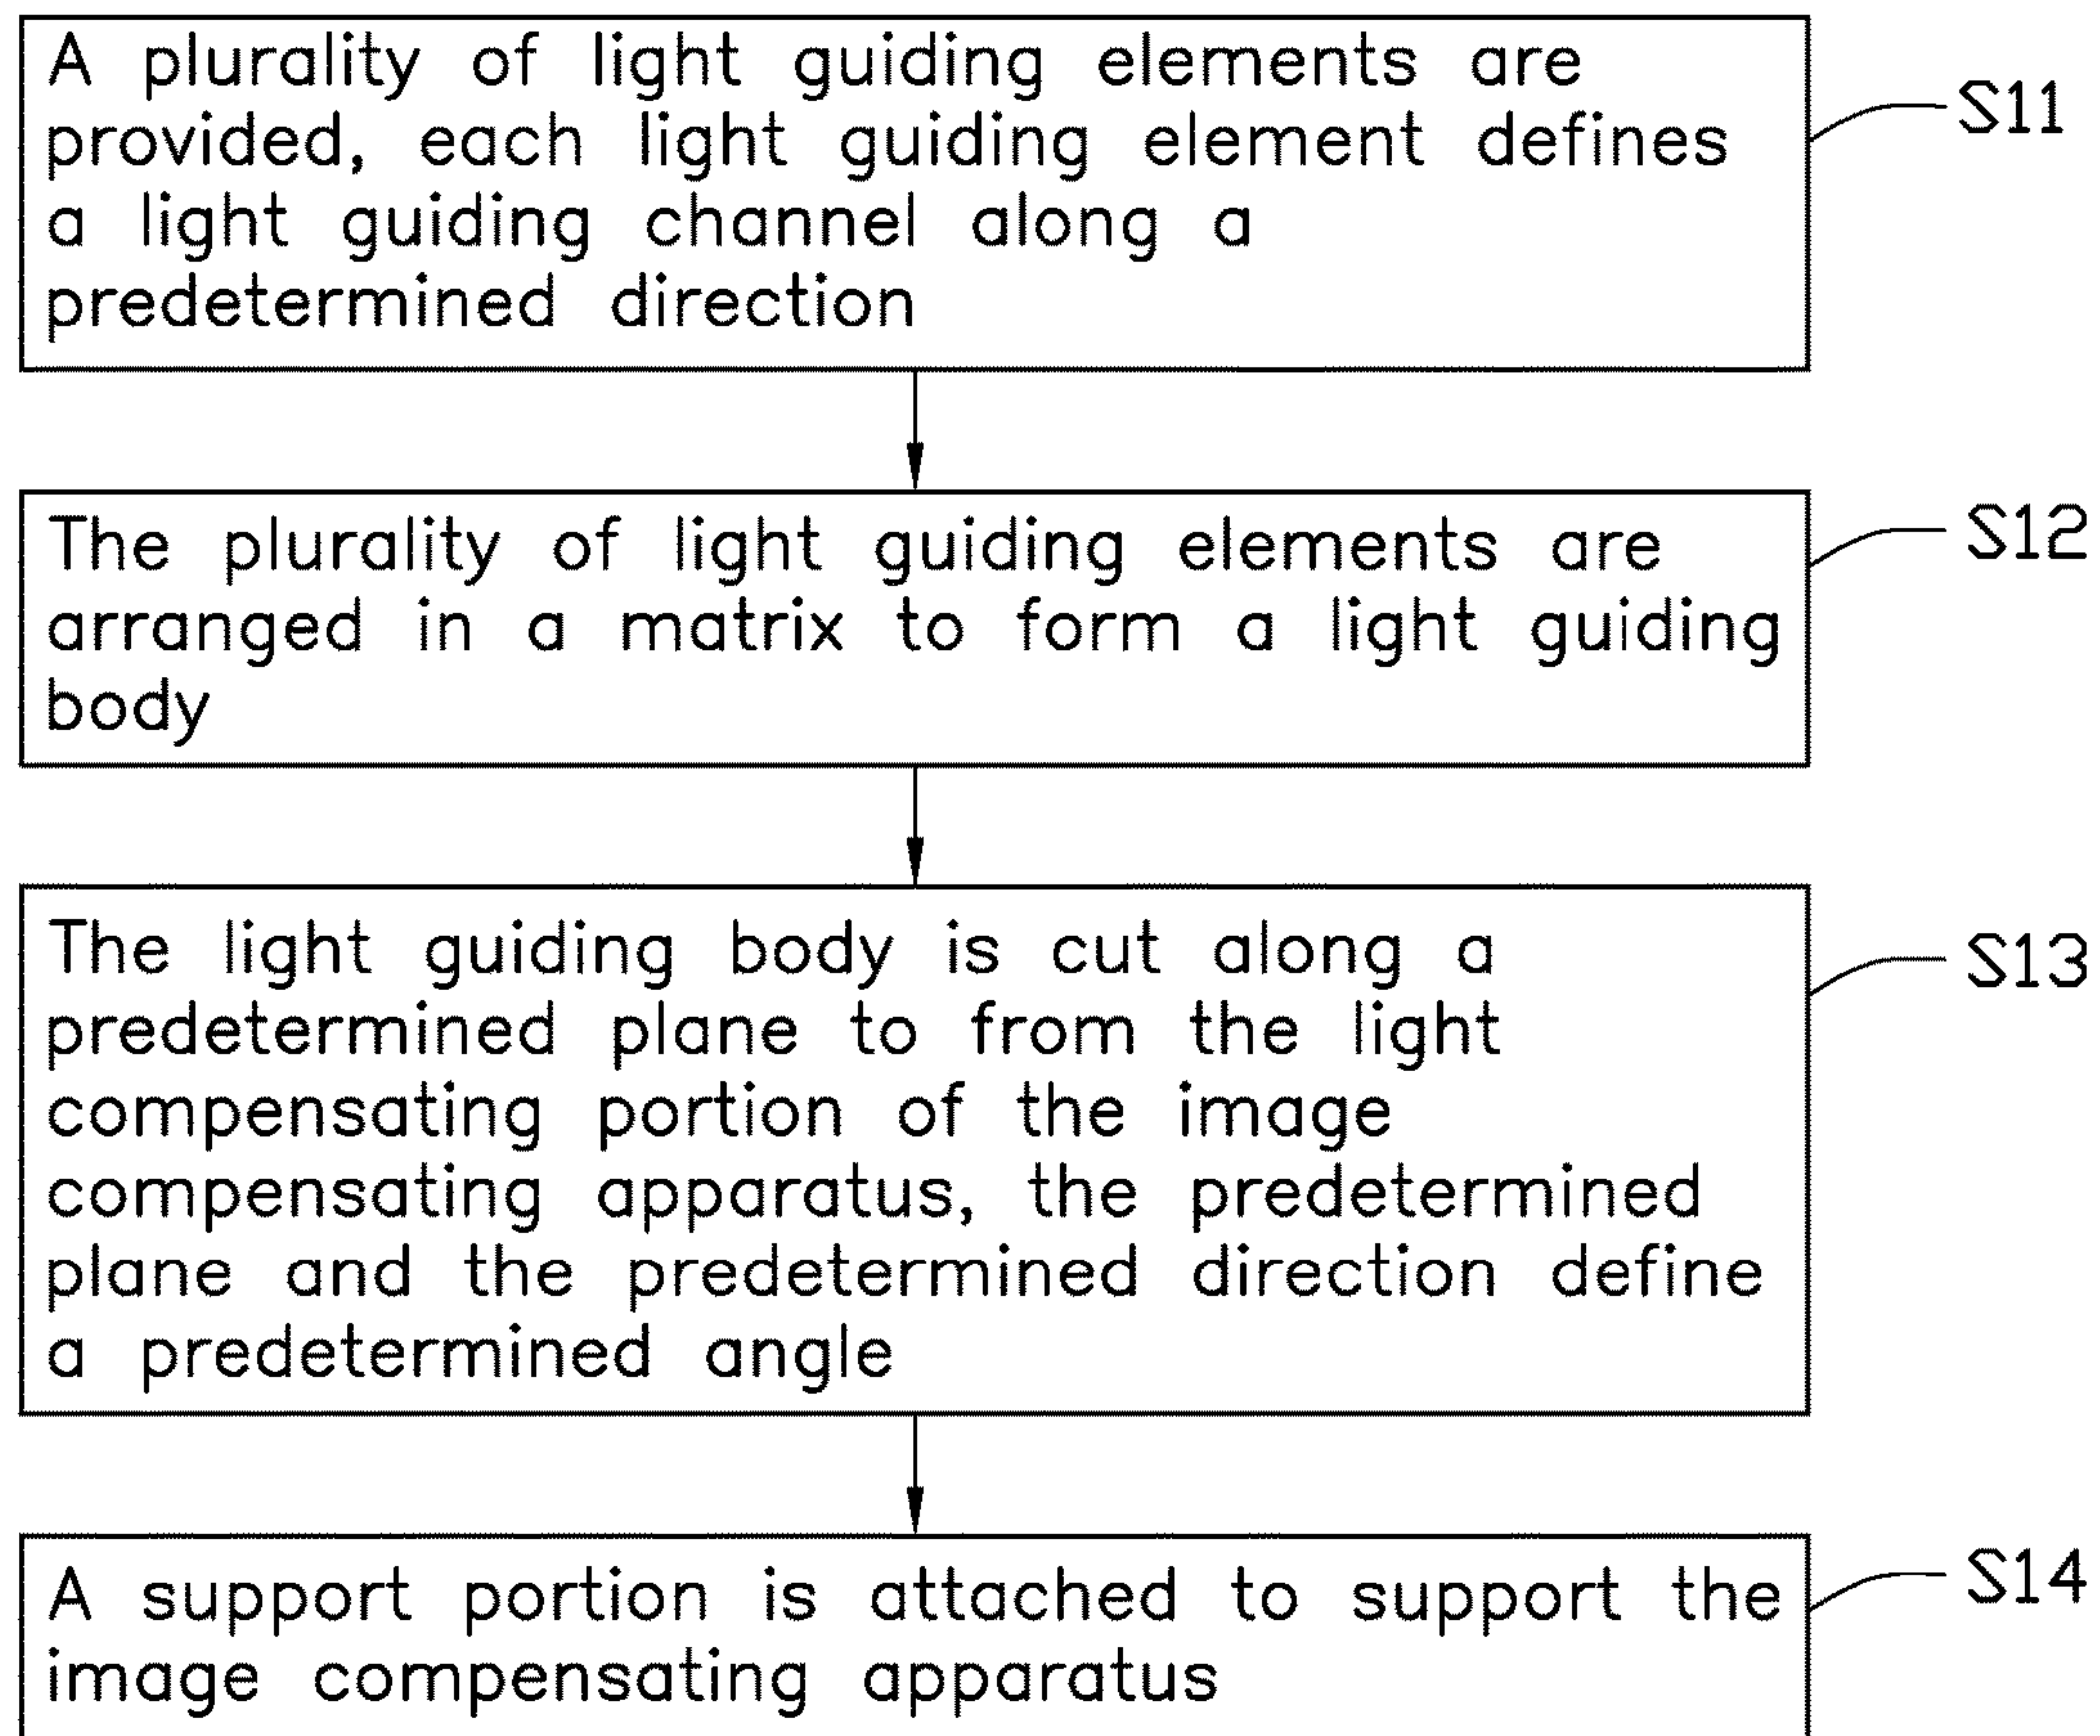 A plurality of light guiding elements are
provided, each light guiding element defines
a light guiding channel along a
predetermined direction
S11
The plurality of light guiding elements are
arranged in a matrix to form a light guiding
body
S12
The light guiding body is cut along a
predetermined plane to from the light
compensating portion of the image
compensating apparatus, the predetermined
plane and the predetermined direction define
a predetermined angle
S13
A support portion is attached to support the
image compensating apparatus
S14